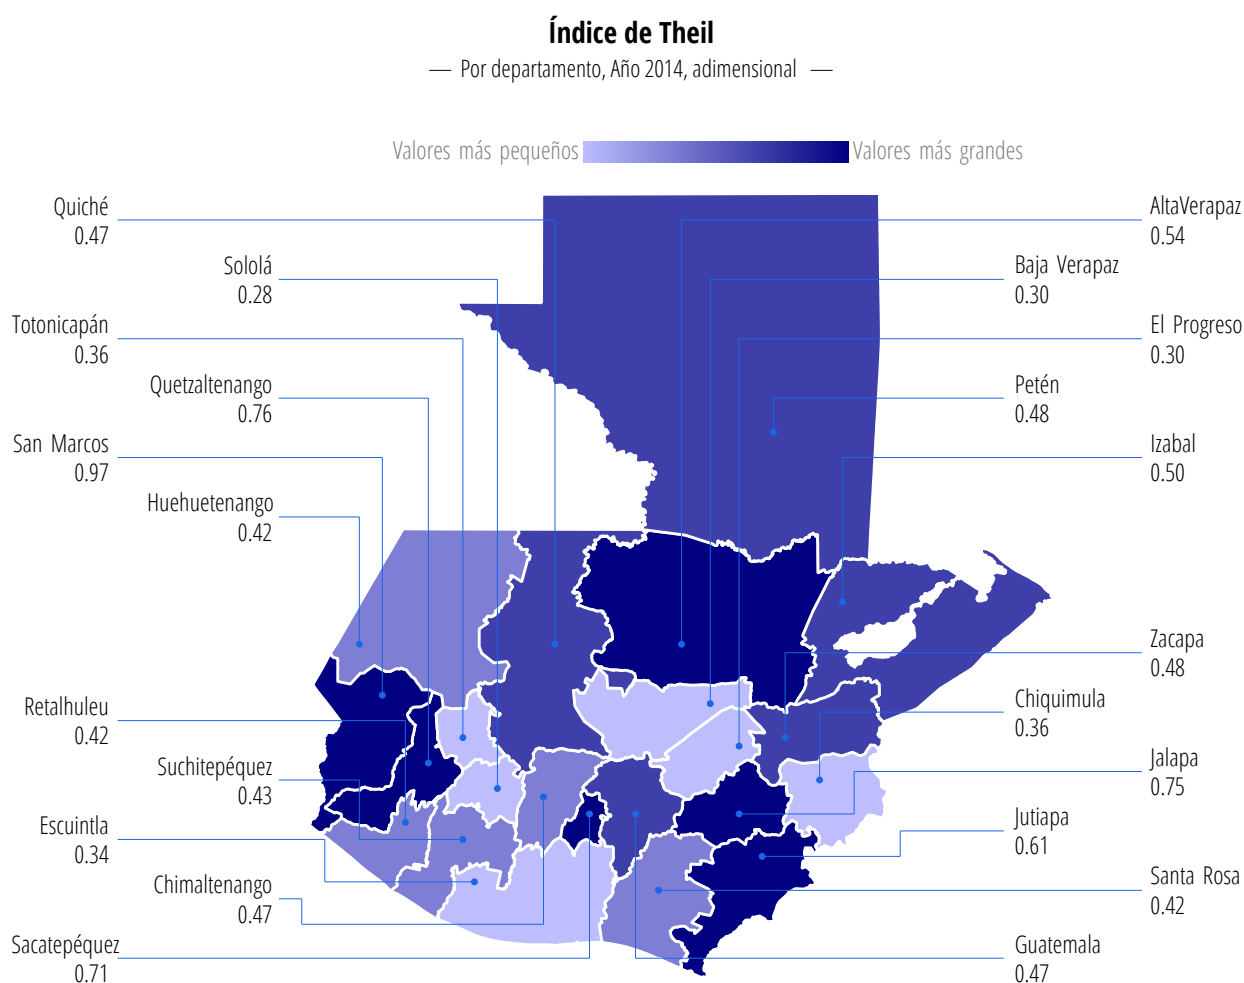 Índice de Theil
— Por departamento, Año 2014, adimensional —
Valores más pequeños
Valores más grandes
Quiché
0.47
Sololá
0.28
Totonicapán
0.36
Quetzaltenango
0.76
San Marcos
0.97
Huehuetenango
0.42
Retalhuleu
0.42
Suchitepéquez
0.43
Escuintla
0.34
Chimaltenango
0.47
Sacatepéquez
0.71
AltaVerapaz
0.54
Baja Verapaz
0.30
El Progreso
0.30
Petén
0.48
Izabal
0.50
Zacapa
0.48
Chiquimula
0.36
Jalapa
0.75
Jutiapa
0.61
Santa Rosa
0.42
Guatemala
0.47